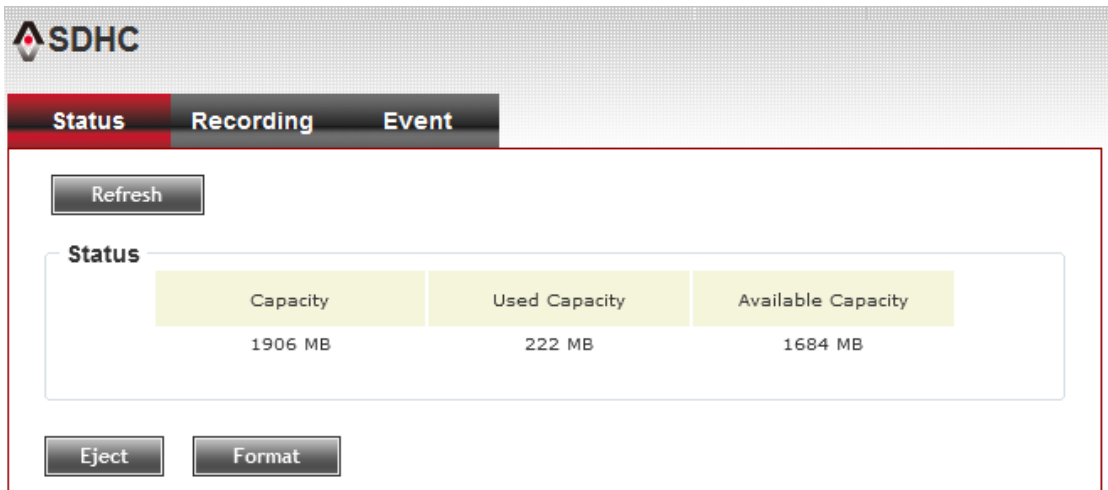 SDHC
Status Recording Event
Refresh
Status
Capacity Used Capacity Available Capacity
1906 MB 222 MB 1684 MB
Eject Format